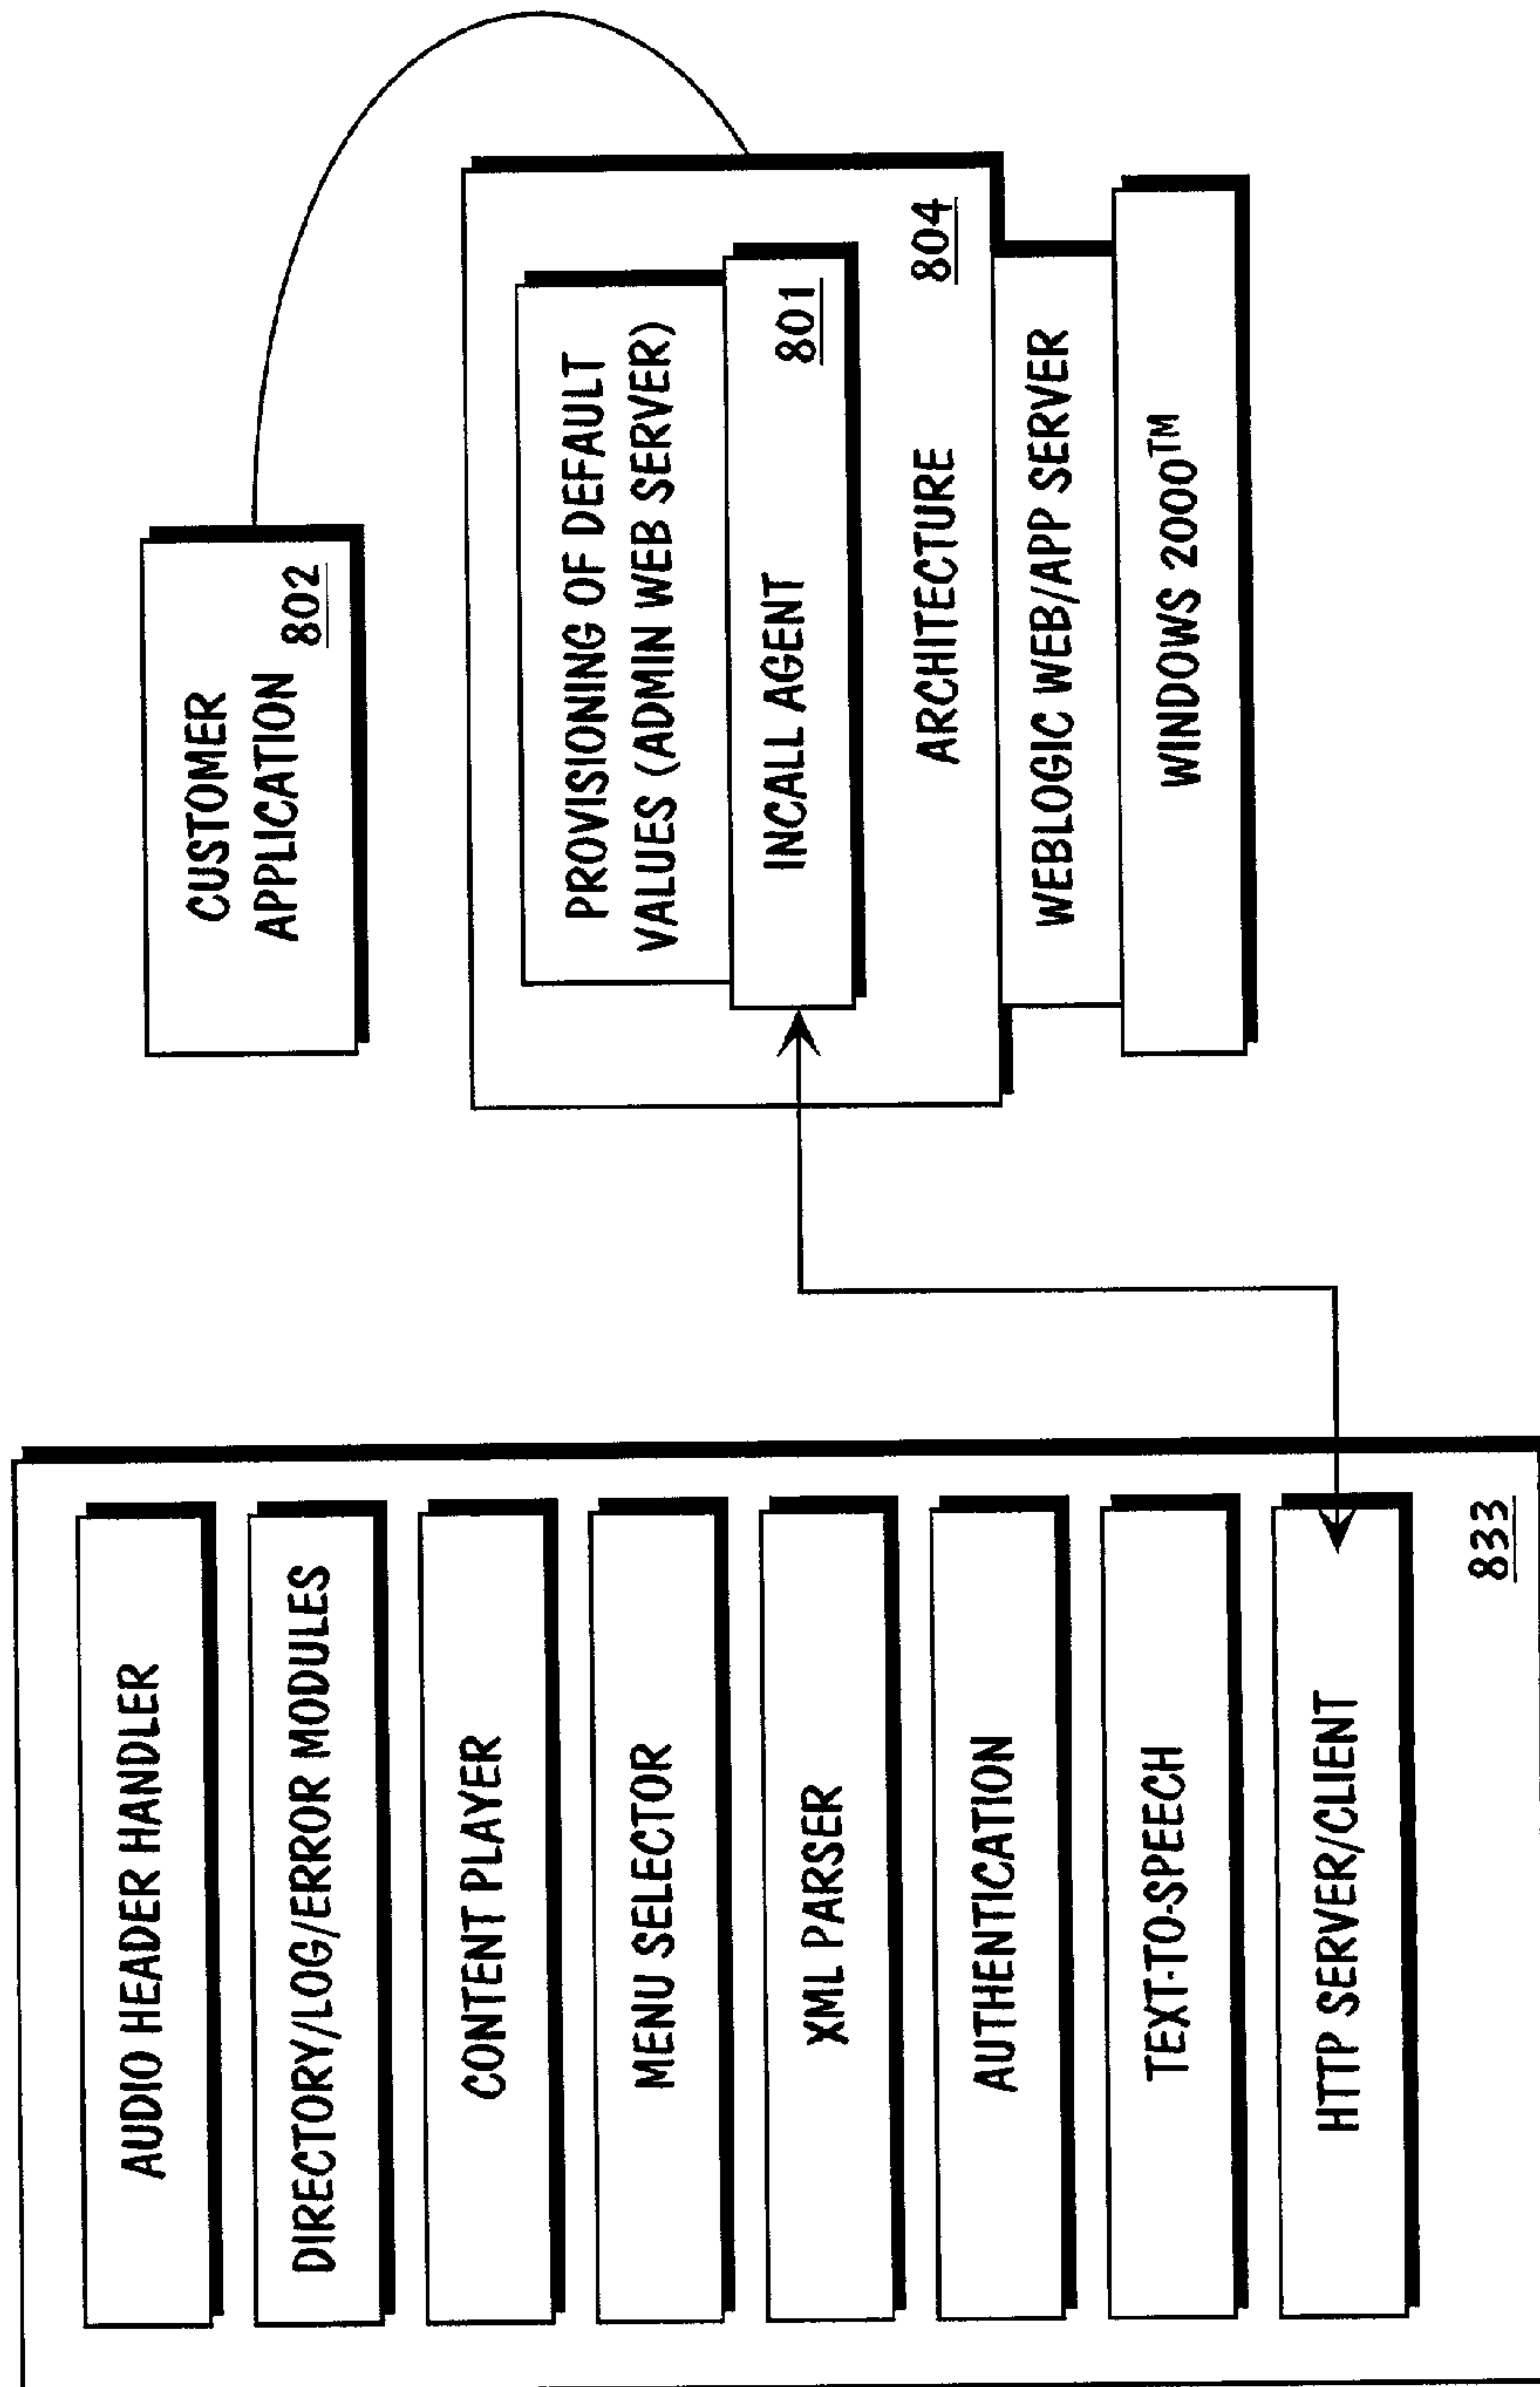 AUDIO HEADER HANDLER
DIRECTORY/LOG/ERROR MODULES
CONTENT PLAYER
MENU SELECTOR
XML PARSER
AUTHENTICATION
TEXT-TO-SPEECH
HTTP SERVER/CLIENT
833
CUSTOMER
APPLICATION
802
PROVISIONING OF DEFAULT
VALUES (ADMIN WEB SERVER)
INCALL AGENT
801
ARCHITECTURE
804
WEBLOGIC WEB/APP SERVER
WINDOWS 2000™